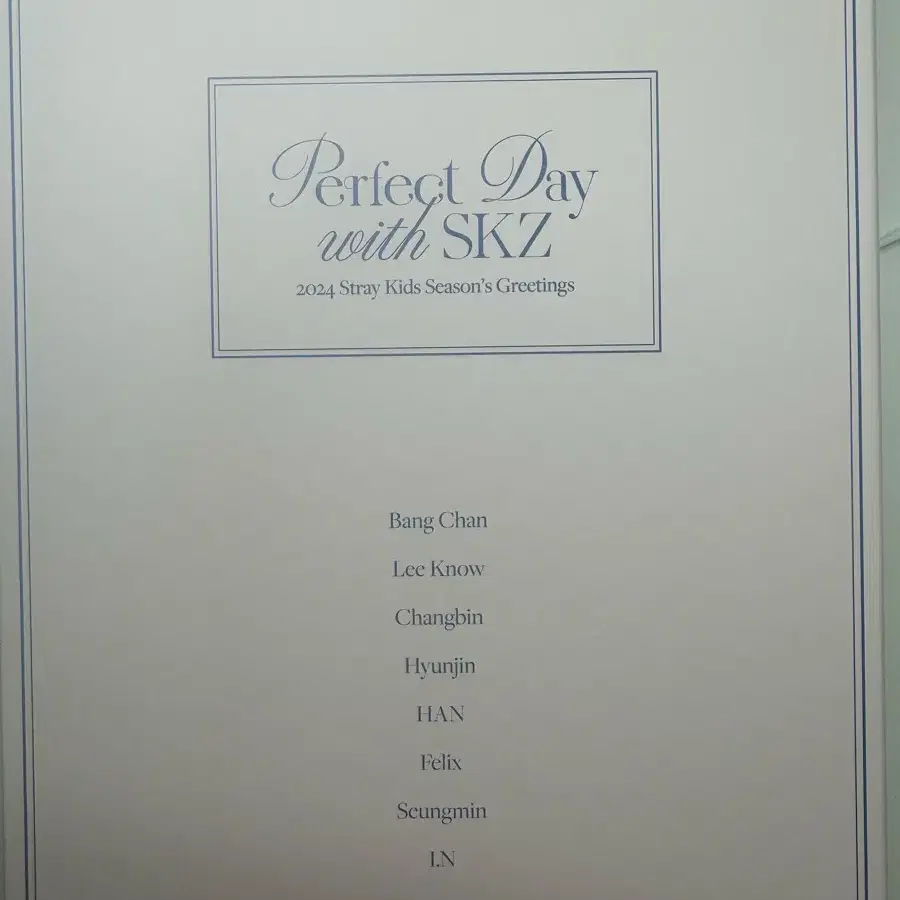 Perfect Day
with SKZ
2024 Stray Kids Season's Greetings
Bang Chan
Lee Know
Changbin
Hyunjin
HAN
Felix
Seungmin
I.N